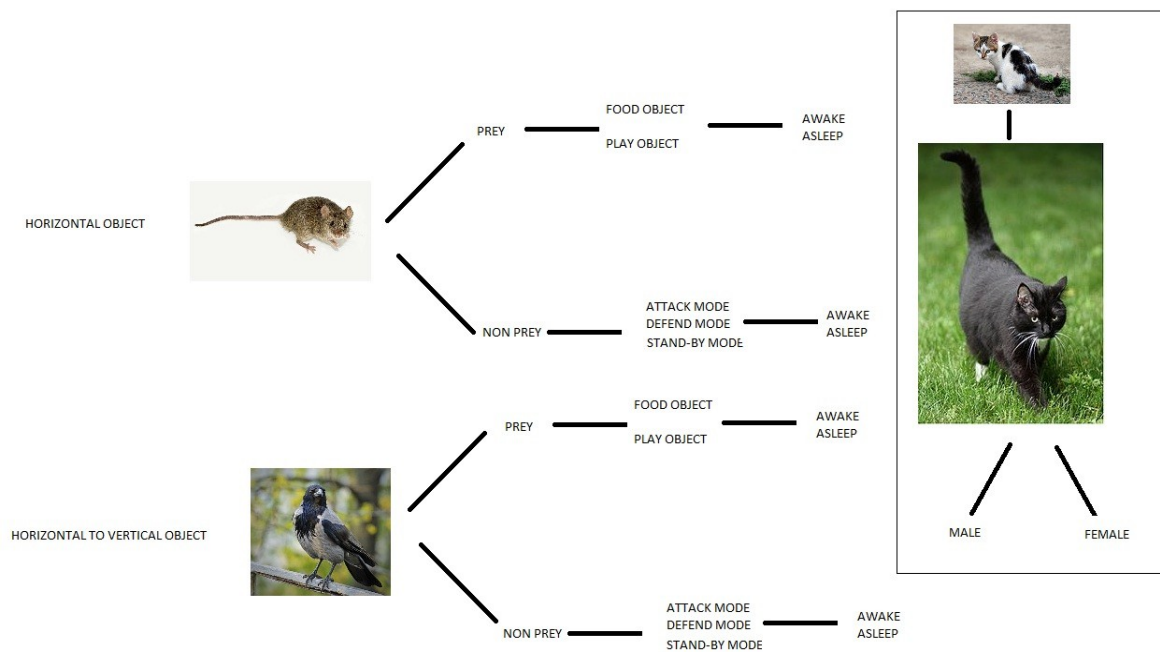 HORIZONTAL OBJECT
PREY
FOOD OBJECT
PLAY OBJECT
AWAKE
ASLEEP
NON PREY
ATTACK MODE
DEFEND MODE
STAND-BY MODE
AWAKE
ASLEEP
HORIZONTAL TO VERTICAL OBJECT
PREY
FOOD OBJECT
PLAY OBJECT
AWAKE
ASLEEP
NON PREY
ATTACK MODE
DEFEND MODE
STAND-BY MODE
AWAKE
ASLEEP
MALE
FEMALE